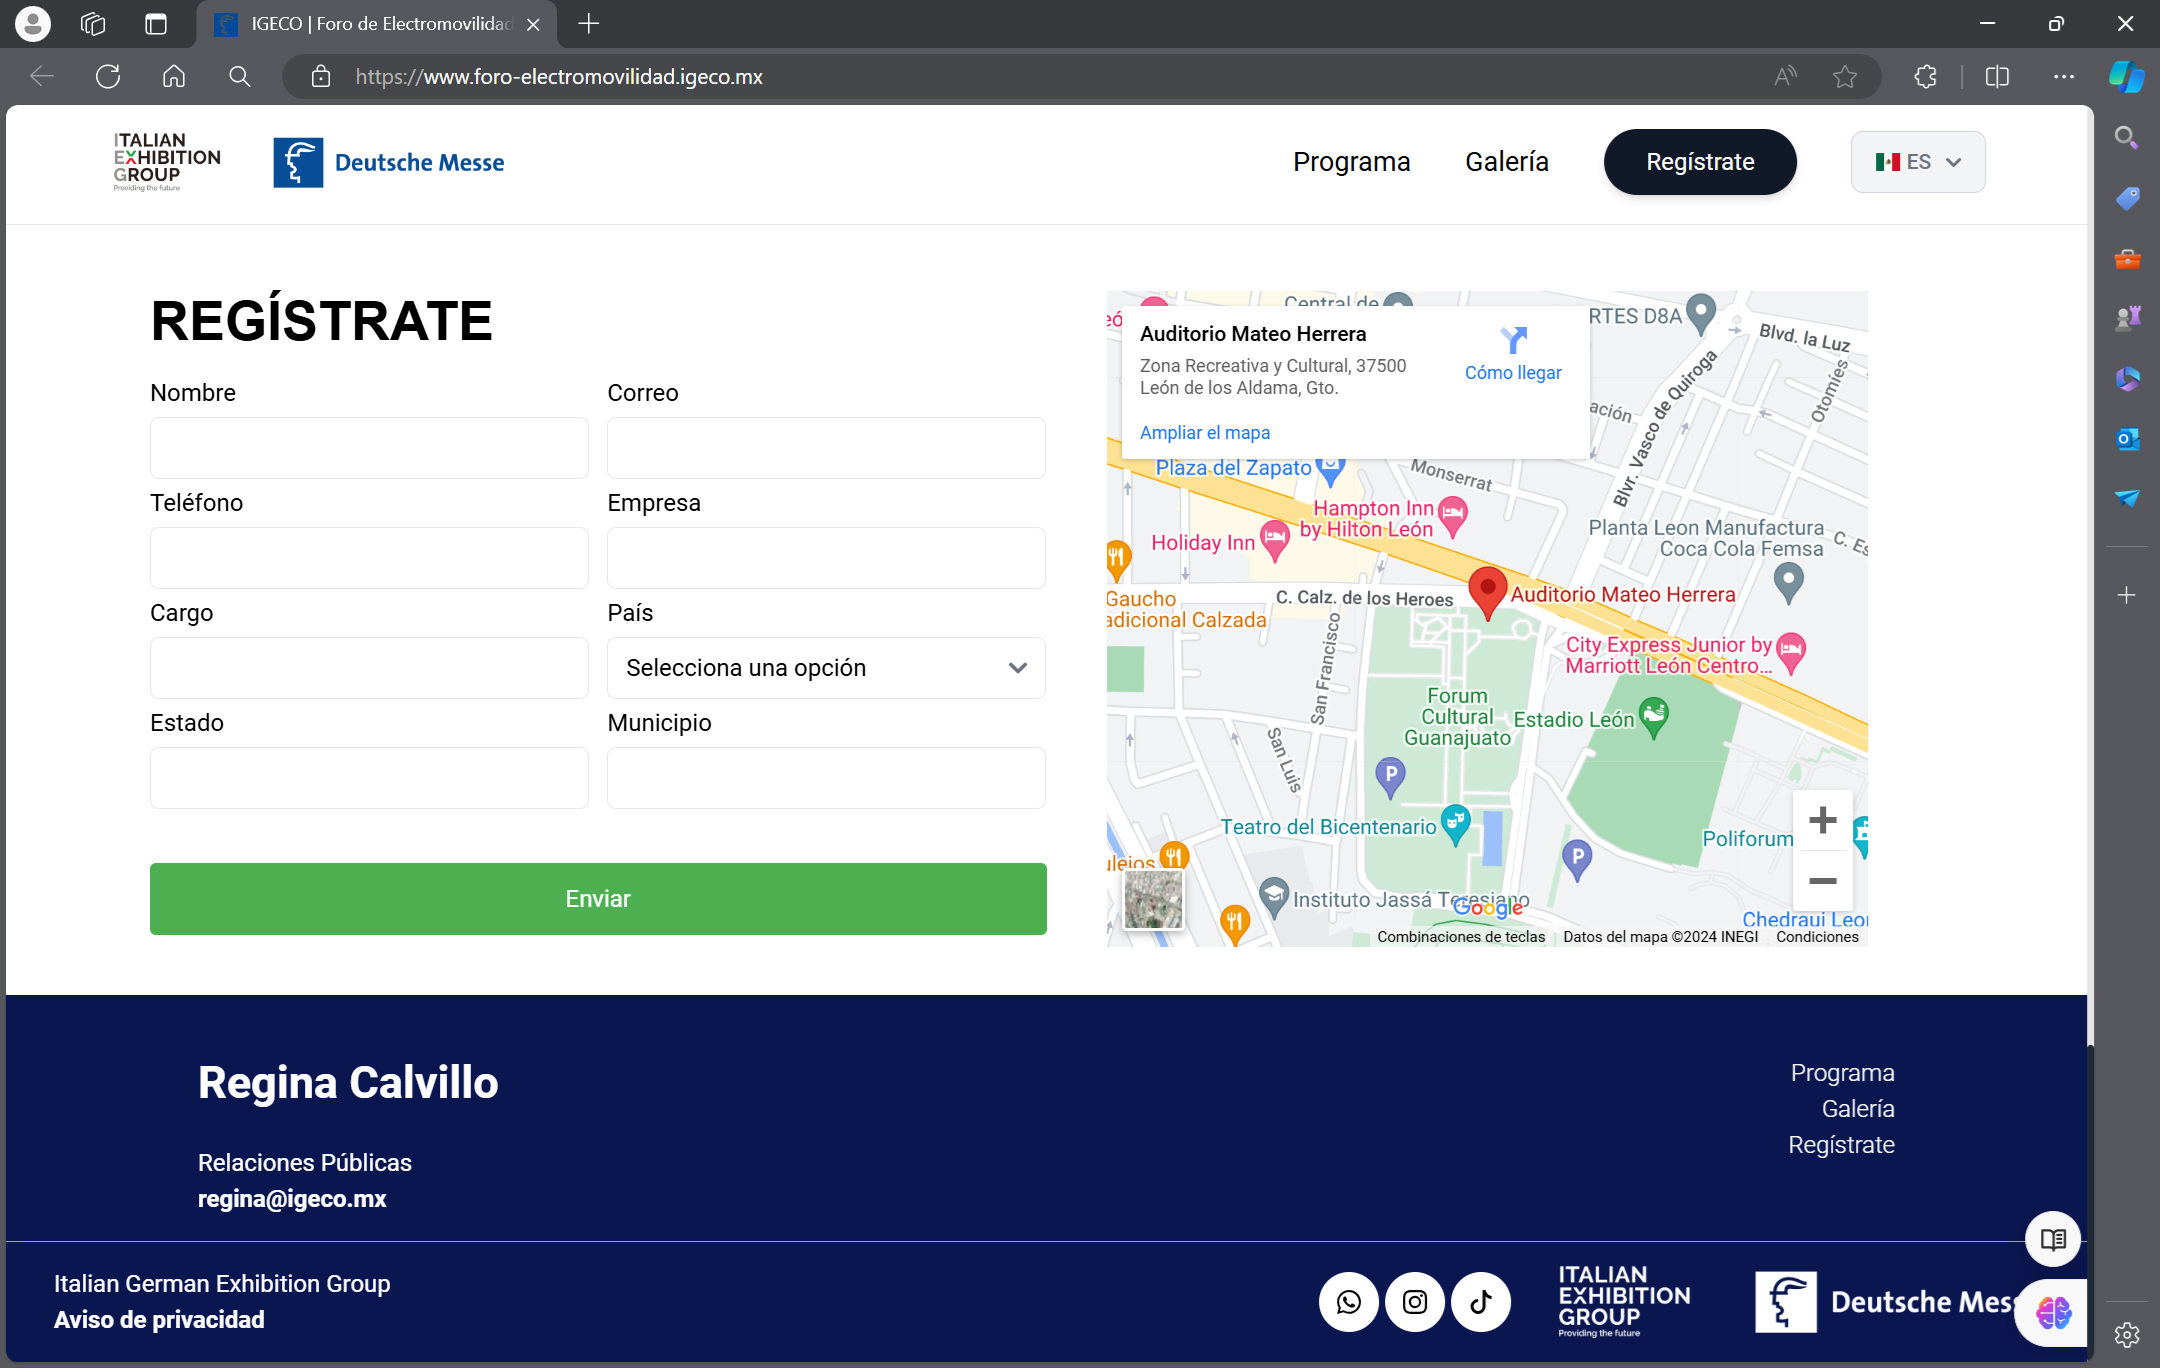 IGECO | Foro de Electromovilidad
https://www.foro-electromovilidad.igeco.mx
ITALIAN
EXHIBITION
GROUP
Providing the future
Deutsche Messe
Programa
Galería
Regístrate
ES
REGÍSTRATE
Nombre
Correo
Teléfono
Empresa
Cargo
País
Selecciona una opción
Estado
Municipio
Enviar
Central de
RTES D8A
Blvd. la Luz
Auditorio Mateo Herrera
Zona Recreativa y Cultural, 37500
León de los Aldama, Gto.
Cómo llegar
Ampliar el mapa
ación
Blvr. Vasco de Quiroga
Otomíes
Plaza del Zapato
Monserrat
Hampton Inn
by Hilton León
Holiday Inn
Planta Leon Manufactura
Coca Cola Femsa
C. Es
Gaucho
adicional Calzada
C. Calz. de los Heroes
Auditorio Mateo Herrera
San Francisco
City Express Junior by
Marriott León Centro...
Forum
Cultural
Guanajuato
Estadio León
San Luis
P
Teatro del Bicentenario
Poliforum
P
ulejos
Instituto Jassá Teresiano
Google
Chedraui Leon
Combinaciones de teclas
Datos del mapa ©2024 INEGI
Condiciones
Regina Calvillo
Relaciones Públicas
regina@igeco.mx
Programa
Galería
Regístrate
Italian German Exhibition Group
Aviso de privacidad
ITALIAN
EXHIBITION
GROUP
Providing the future
Deutsche Mes